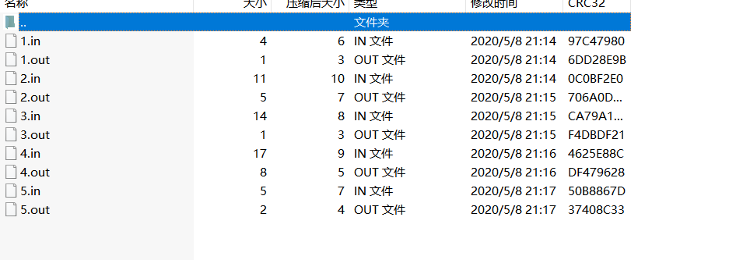 名称 大小 压缩后大小 类型 修改时间 CRC32
.. 文件夹
1.in 4 6 IN 文件 2020/5/8 21:14 97C47980
1.out 1 3 OUT 文件 2020/5/8 21:14 6DD28E9B
2.in 11 10 IN 文件 2020/5/8 21:14 0C0BF2E0
2.out 5 7 OUT 文件 2020/5/8 21:15 706A0D...
3.in 14 8 IN 文件 2020/5/8 21:15 CA79A1...
3.out 1 3 OUT 文件 2020/5/8 21:15 F4DBDF21
4.in 17 9 IN 文件 2020/5/8 21:16 4625E88C
4.out 8 5 OUT 文件 2020/5/8 21:16 DF479628
5.in 5 7 IN 文件 2020/5/8 21:17 50B8867D
5.out 2 4 OUT 文件 2020/5/8 21:17 37408C33